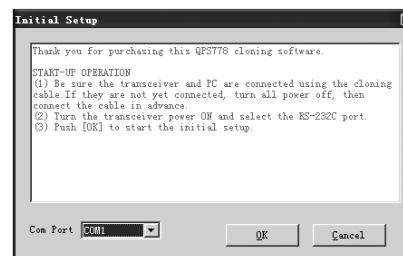 Initial Setup
Thank you for purchasing this QPS778 cloning software.
START-UP OPERATION
(1) Be sure the transceiver and PC are connected using the cloning
cable.If they are not yet connected, turn all power off, then
connect the cable in advance.
(2) Turn the transceiver power ON and select the RS-232C port.
(3) Push [OK] to start the initial setup.
Com Port COM1 OK Cancel